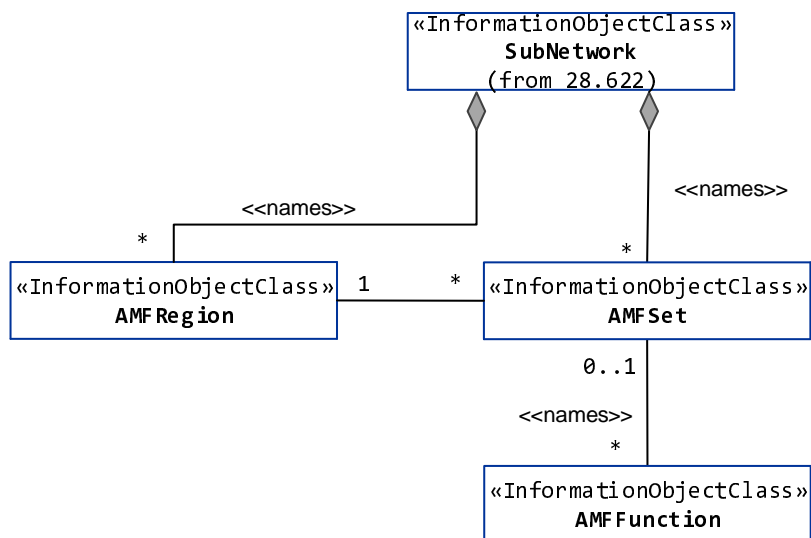 «InformationObjectClass»
SubNetwork
(from 28.622)
<<names>>
<<names>>
*
*
«InformationObjectClass»
AMFRegion
1
*
«InformationObjectClass»
AMFSet
0..1
<<names>>
*
«InformationObjectClass»
AMFFunction